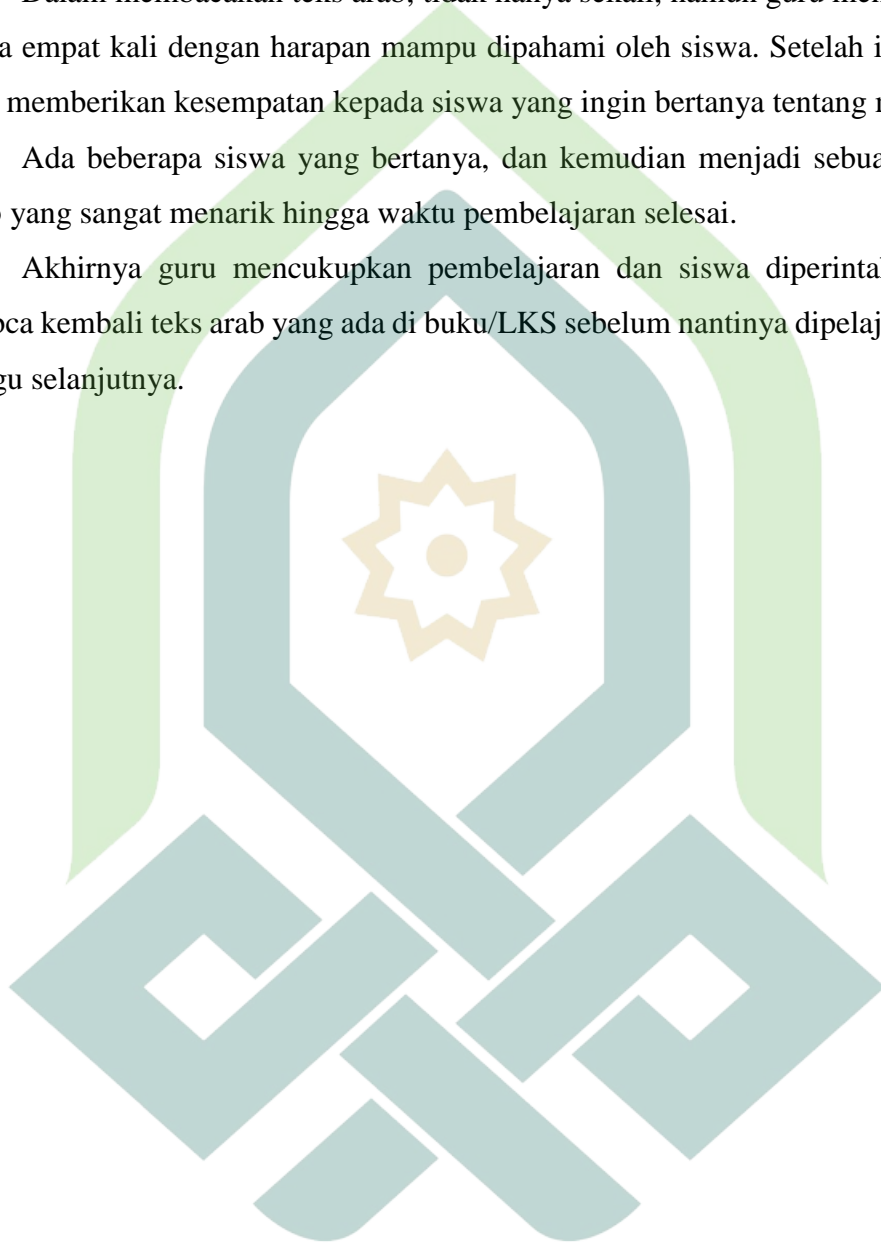 Dalam membacakan teks arab, tidak hanya sekali, namun guru mem
a empat kali dengan harapan mampu dipahami oleh siswa. Setelah i
memberikan kesempatan kepada siswa yang ingin bertanya tentang
Ada beberapa siswa yang bertanya, dan kemudian menjadi sebua
yang sangat menarik hingga waktu pembelajaran selesai.
Akhirnya guru mencukupkan pembelajaran dan siswa diperinta
ca kembali teks arab yang ada di buku/LKS sebelum nantinya dipelaj
gu selanjutnya.